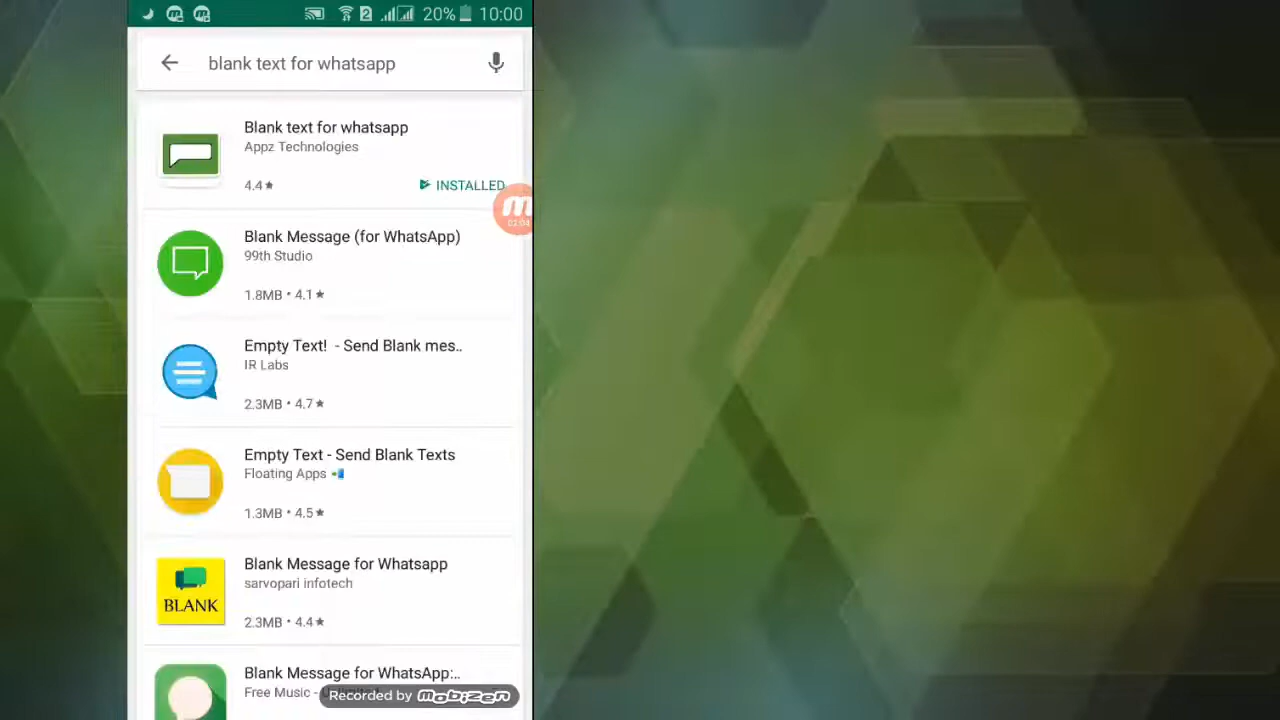 2 20% 10:00
blank text for whatsapp
Blank text for whatsapp
Appz Technologies
4.4★
INSTALLED
02:04
Blank Message (for WhatsApp)
99th Studio
1.8MB • 4.1★
Empty Text! - Send Blank mes..
IR Labs
2.3MB • 4.7★
Empty Text - Send Blank Texts
Floating Apps
1.3MB • 4.5★
Blank Message for Whatsapp
sarvopari infotech
BLANK
2.3MB • 4.4★
Blank Message for WhatsApp:..
Free Music -
Recorded by mobizen